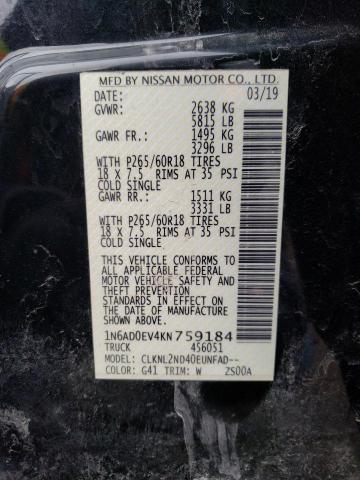 MFD BY NISSAN MOTOR CO., LTD.
DATE: 03/19
GVWR: 2638 KG
5815 LB
GAWR FR: 1495 KG
3296 LB
WITH P265/60R18 TIRES
18 X 7.5 RIMS AT 35 PSI
COLD SINGLE
GAWR RR: 1511 KG
3331 LB
WITH P265/60R18 TIRES
18 X 7.5 RIMS AT 35 PSI
COLD SINGLE
THIS VEHICLE CONFORMS TO
ALL APPLICABLE FEDERAL
MOTOR VEHICLE SAFETY
STANDARDS IN EFFECT ON
THE DATE OF MANUFACTURE
SHOWN ABOVE.
1N6AD0EV4KN759184
TRUCK 456051
MODEL: CLKNL2ND40EUNFAD--
COLOR: G41 TRIM: W 2S00A